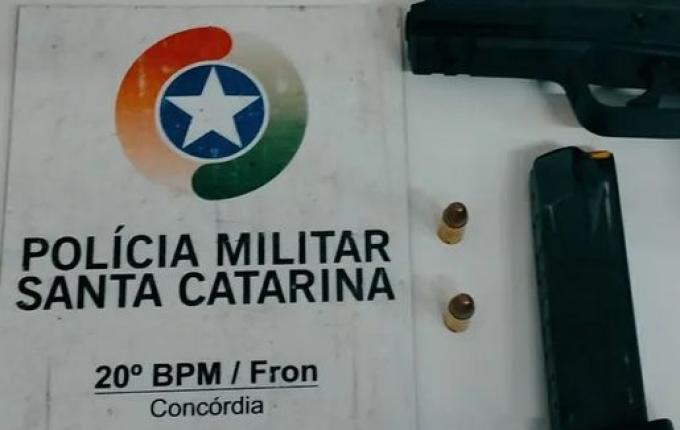 POLÍCIA MILITAR
SANTA CATARINA
20º BPM / Fron
Concórdia